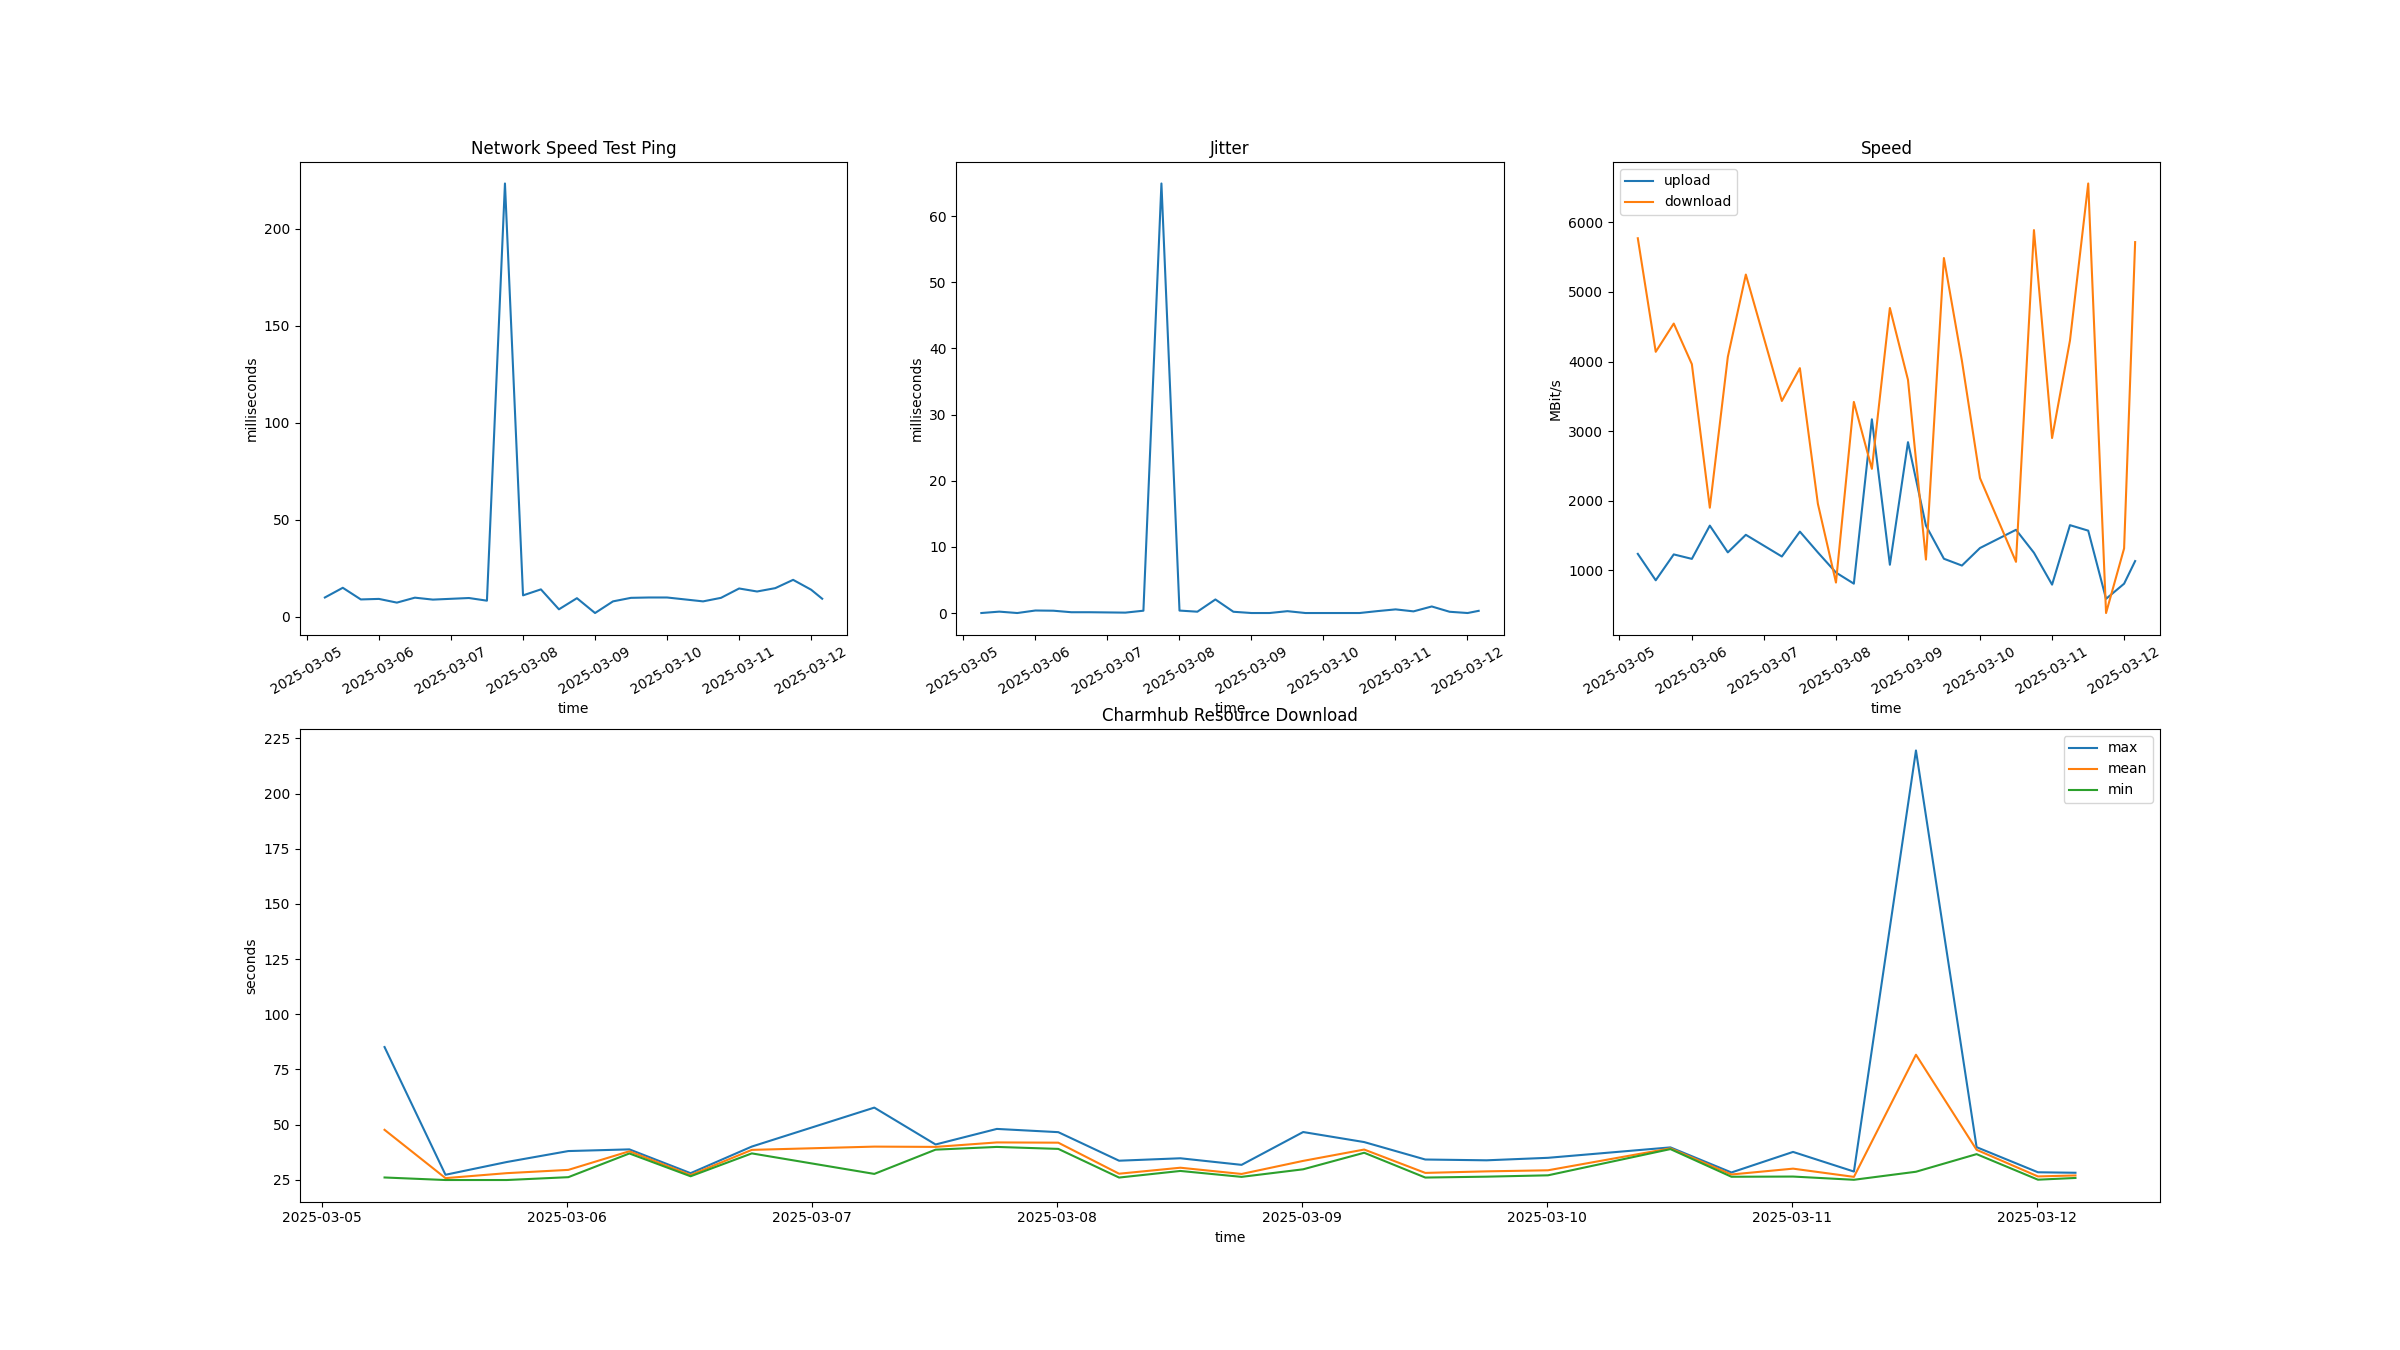 Network Speed Test Ping
milliseconds
200
150
100
50
0
2025-03-05 2025-03-06 2025-03-07 2025-03-08 2025-03-09 2025-03-10 2025-03-11 2025-03-12
time
Jitter
milliseconds
60
50
40
30
20
10
0
2025-03-05 2025-03-06 2025-03-07 2025-03-08 2025-03-09 2025-03-10 2025-03-11 2025-03-12
time
Speed
upload
download
MBit/s
6000
5000
4000
3000
2000
1000
2025-03-05 2025-03-06 2025-03-07 2025-03-08 2025-03-09 2025-03-10 2025-03-11 2025-03-12
time
Charmhub Resource Download
max
mean
min
seconds
225
200
175
150
125
100
75
50
25
2025-03-05 2025-03-06 2025-03-07 2025-03-08 2025-03-09 2025-03-10 2025-03-11 2025-03-12
time